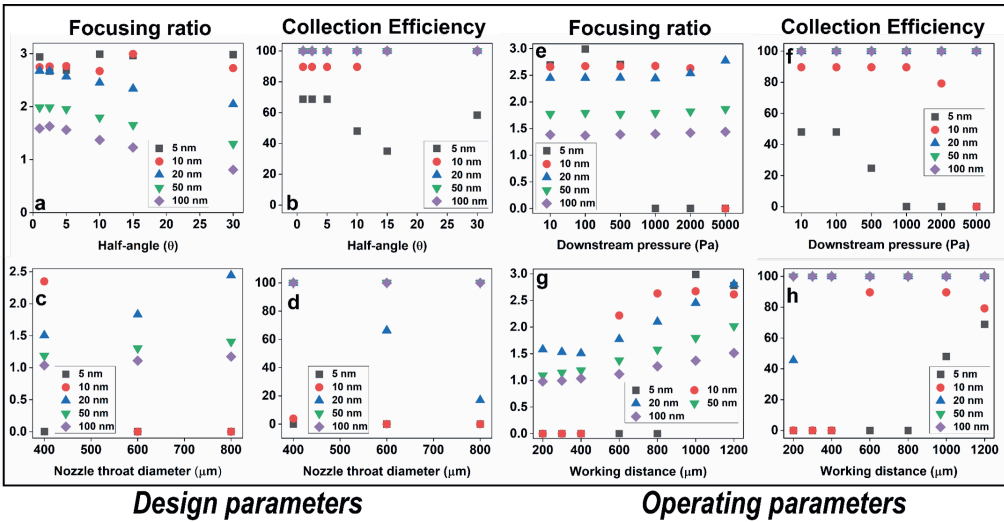 Focusing ratio
Collection Efficiency
Focusing ratio
Collection Efficiency
3
2
1
0
5 nm
10 nm
20 nm
50 nm
100 nm
a
0 5 10 15 20 25 30
Half-angle (θ)
100
80
60
40
20
0
5 nm
10 nm
20 nm
50 nm
100 nm
b
0 5 10 15 20 25 30
Half-angle (θ)
3.0
2.5
2.0
1.5
1.0
0.5
0.0
e
5 nm
10 nm
20 nm
50 nm
100 nm
10 100 500 1000 2000 5000
Downstream pressure (Pa)
100
80
60
40
20
0
f
5 nm
10 nm
20 nm
50 nm
100 nm
10 100 500 1000 2000 5000
Downstream pressure (Pa)
2.5
2.0
1.5
1.0
0.5
0.0
c
5 nm
10 nm
20 nm
50 nm
100 nm
400 500 600 700 800
Nozzle throat diameter (μm)
100
80
60
40
20
0
d
5 nm
10 nm
20 nm
50 nm
100 nm
400 500 600 700 800
Nozzle throat diameter (μm)
3.0
2.5
2.0
1.5
1.0
0.5
0.0
g
5 nm 10 nm
20 nm 50 nm
100 nm
200 400 600 800 1000 1200
Working distance (μm)
100
80
60
40
20
0
h
5 nm
10 nm
20 nm
50 nm
100 nm
200 400 600 800 1000 1200
Working distance (μm)
Design parameters
Operating parameters